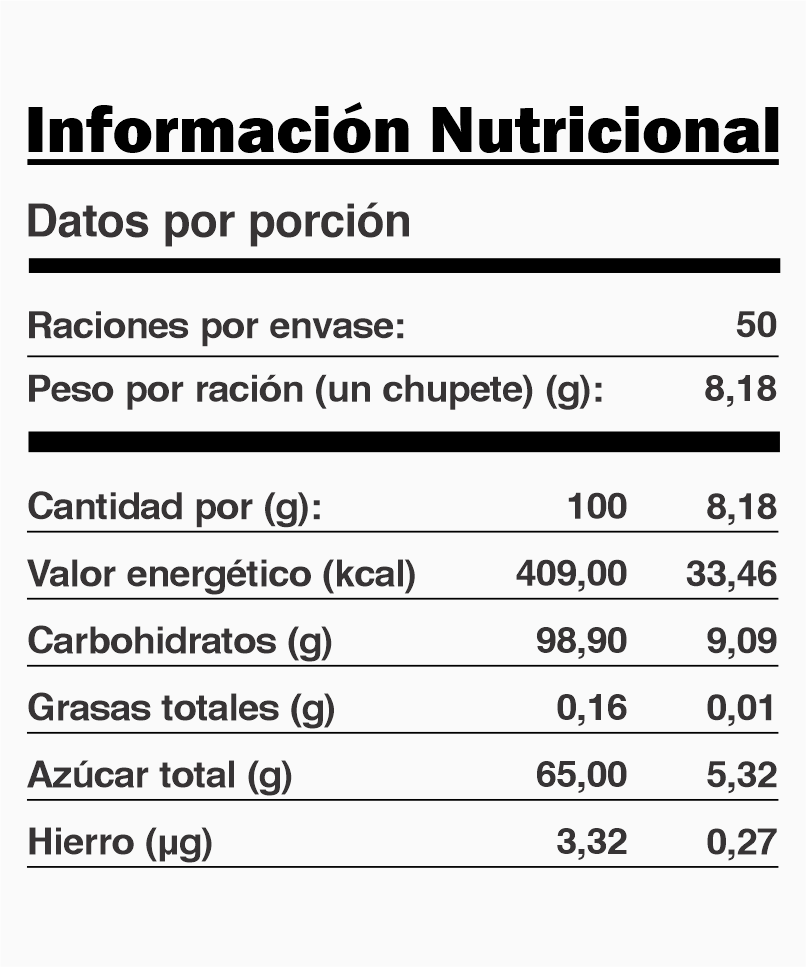 Información Nutricional
Datos por porción
Raciones por envase: 50
Peso por ración (un chupete) (g): 8,18
Cantidad por (g): 100 8,18
Valor energético (kcal) 409,00 33,46
Carbohidratos (g) 98,90 9,09
Grasas totales (g) 0,16 0,01
Azúcar total (g) 65,00 5,32
Hierro (µg) 3,32 0,27